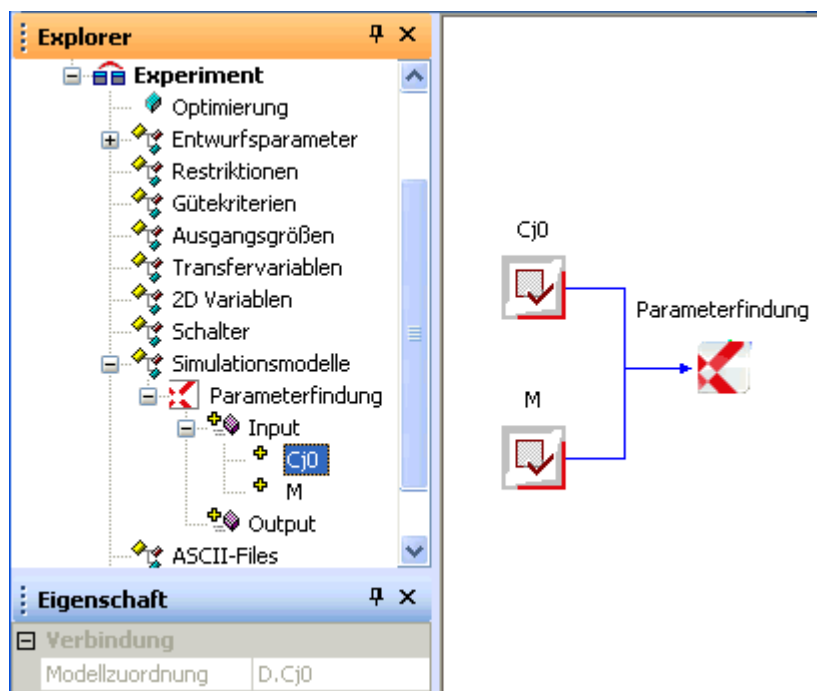 Explorer
Experiment
Optimierung
Entwurfsparameter
Restriktionen
Gütekriterien
Ausgangsgrößen
Transfervariablen
2D Variablen
Schalter
Simulationsmodelle
Parameterfindung
Input
Cj0
M
Output
ASCII-Files
Eigenschaft
Verbindung
Modellzuordnung D.Cj0
Cj0
Parameterfindung
M